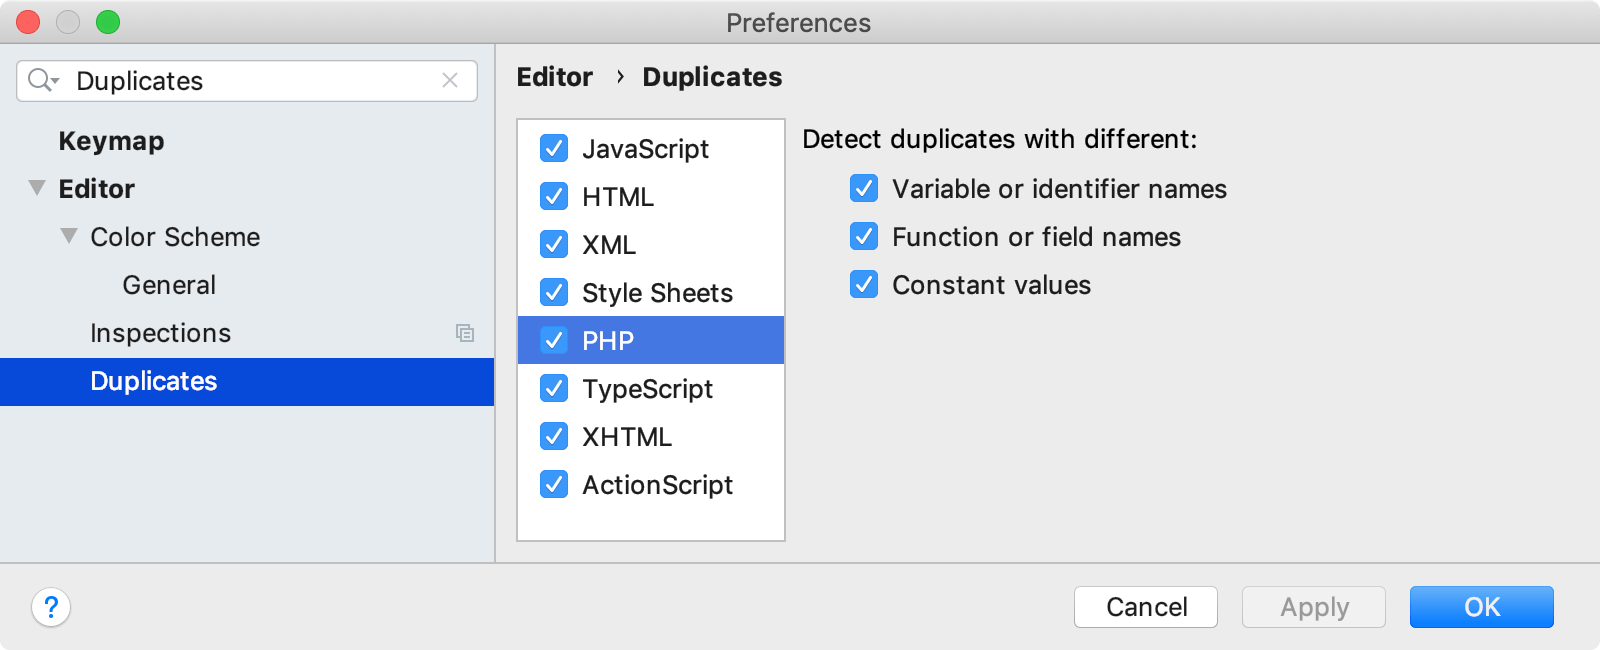 Preferences
Duplicates
Keymap
Editor
Color Scheme
General
Inspections
Duplicates
Editor › Duplicates
JavaScript
HTML
XML
Style Sheets
PHP
TypeScript
XHTML
ActionScript
Detect duplicates with different:
Variable or identifier names
Function or field names
Constant values
?
Cancel
Apply
OK